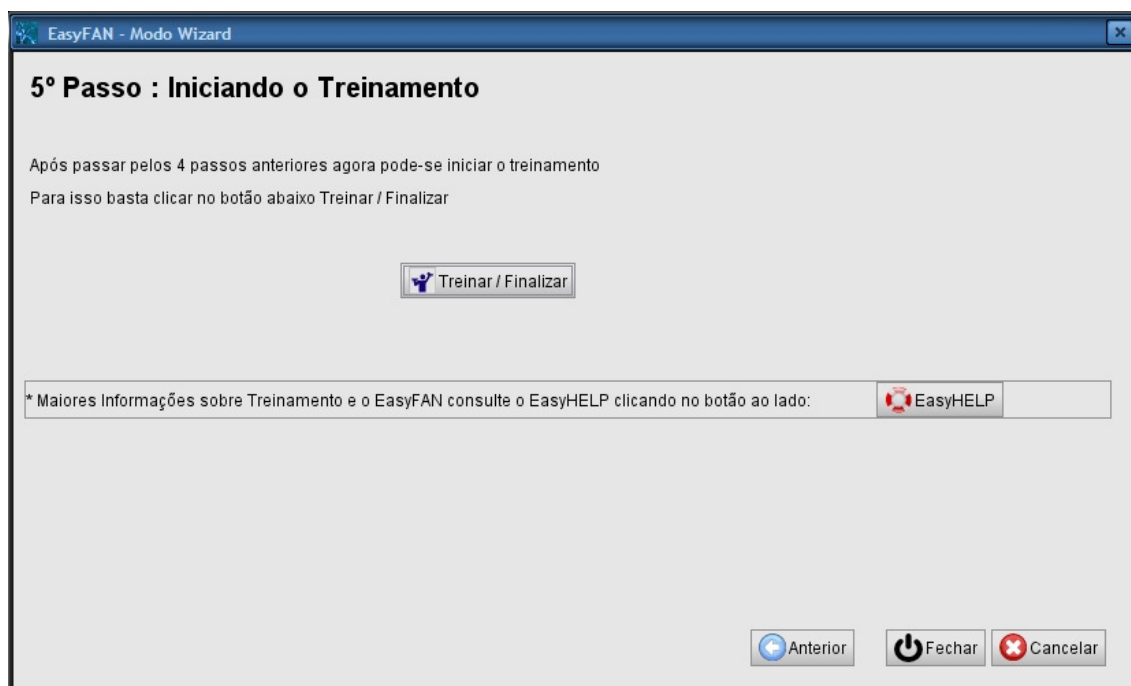 EasyFAN - Modo Wizard
5º Passo : Iniciando o Treinamento
Após passar pelos 4 passos anteriores agora pode-se iniciar o treinamento
Para isso basta clicar no botão abaixo Treinar / Finalizar
Treinar / Finalizar
* Maiores Informações sobre Treinamento e o EasyFAN consulte o EasyHELP clicando no botão ao lado: EasyHELP
Anterior Fechar Cancelar